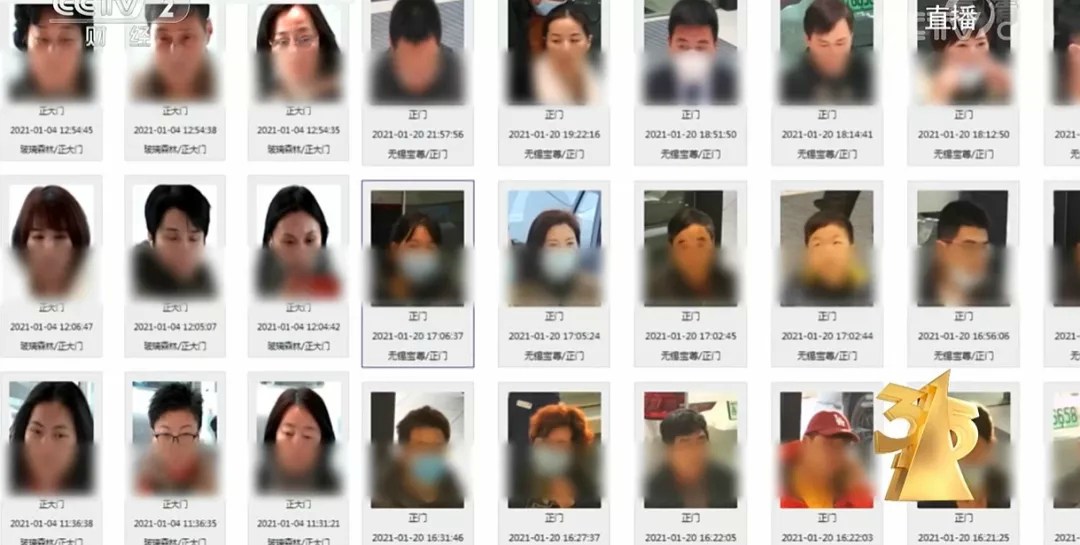 CCTV 2
财 经
直播
正大门 正大门 正大门 正门 正门 正门 正门 正门
2021-01-04 12:54:45 2021-01-04 12:54:38 2021-01-04 12:54:35 2021-01-20 21:57:56 2021-01-20 19:22:16 2021-01-20 18:51:50 2021-01-20 18:14:41 2021-01-20 18:12:50
玻璃森林/正大门 玻璃森林/正大门 玻璃森林/正大门 无锡宝尊/正门 无锡宝尊/正门 无锡宝尊/正门 无锡宝尊/正门 无锡宝尊/正门
正大门 正大门 正大门 正门 正门 正门 正门 正门
2021-01-04 12:06:47 2021-01-04 12:05:07 2021-01-04 12:04:42 2021-01-20 17:06:37 2021-01-20 17:05:24 2021-01-20 17:02:45 2021-01-20 17:02:44 2021-01-20 16:56:06
玻璃森林/正大门 玻璃森林/正大门 玻璃森林/正大门 无锡宝尊/正门 无锡宝尊/正门 无锡宝尊/正门 无锡宝尊/正门 无锡宝尊/正门
315
正大门 正大门 正大门 正门 正门 正门 正门 正门
2021-01-04 11:36:38 2021-01-04 11:36:35 2021-01-04 11:31:21 2021-01-20 16:31:46 2021-01-20 16:27:37 2021-01-20 16:22:05 2021-01-20 16:22:03 2021-01-20 16:21:25
玻璃森林/正大门 玻璃森林/正大门 玻璃森林/正大门